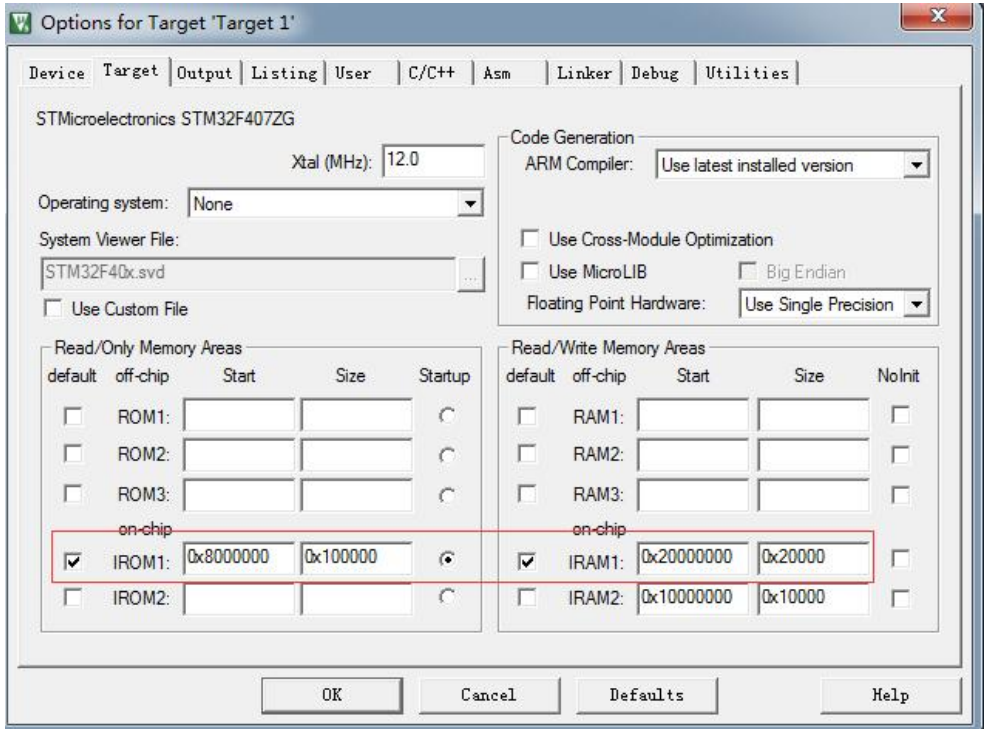 Options for Target 'Target 1'
Device Target Output Listing User C/C++ Asm Linker Debug Utilities
STMicroelectronics STM32F407ZG
Xtal (MHz): 12.0
Operating system: None
System Viewer File:
STM32F40x.svd ...
Use Custom File
Code Generation
ARM Compiler: Use latest installed version
Use Cross-Module Optimization
Use MicroLIB Big Endian
Floating Point Hardware: Use Single Precision
Read/Only Memory Areas
default off-chip Start Size Startup
ROM1:
ROM2:
ROM3:
on-chip
IROM1: 0x8000000 0x100000
IROM2:
Read/Write Memory Areas
default off-chip Start Size NoInit
RAM1:
RAM2:
RAM3:
on-chip
IRAM1: 0x20000000 0x20000
IRAM2: 0x10000000 0x10000
OK Cancel Defaults Help